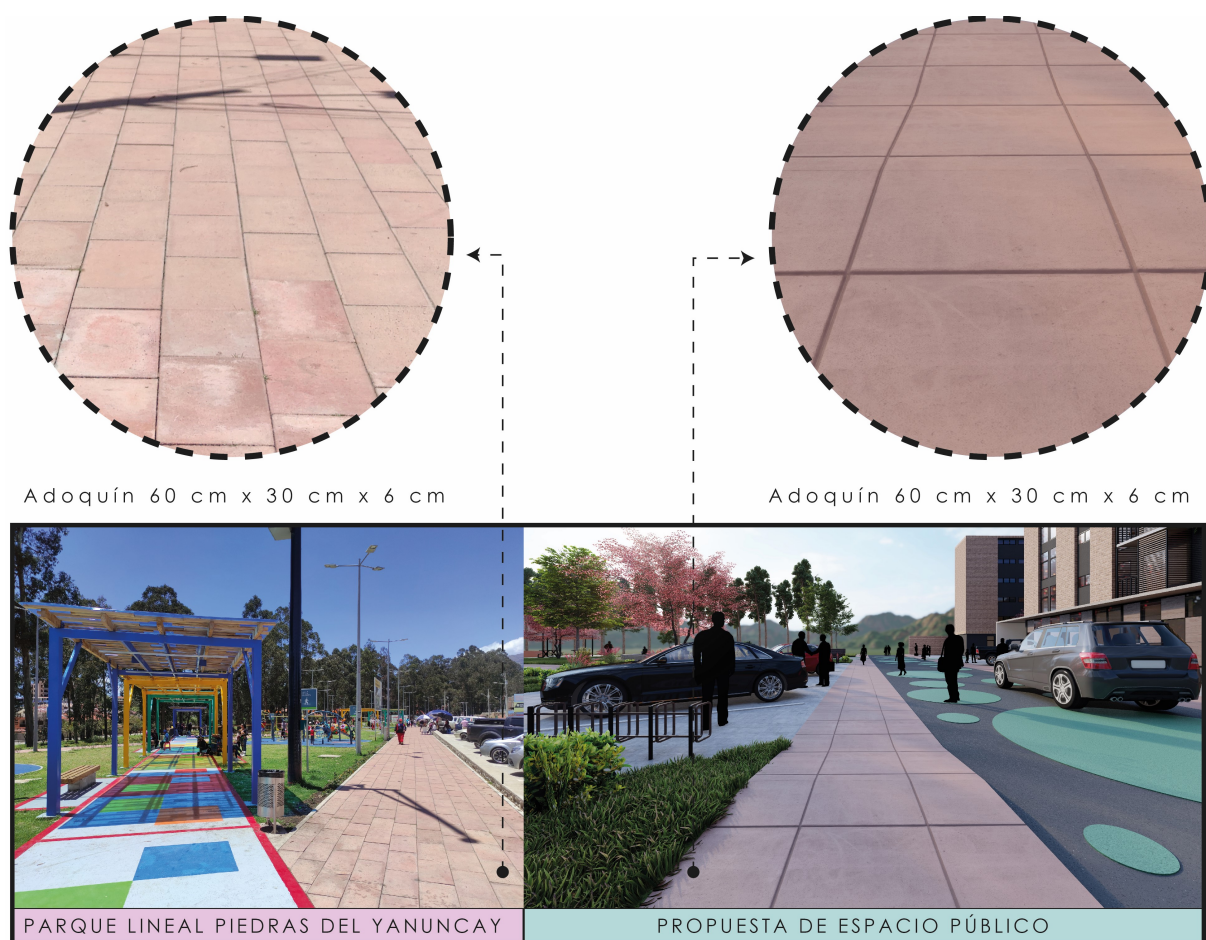 Adoquín 60 cm x 30 cm x 6 cm
Adoquín 60 cm x 30 cm x 6 cm
PARQUE LINEAL PIEDRAS DEL YANUNCAY
PROPUESTA DE ESPACIO PÚBLICO